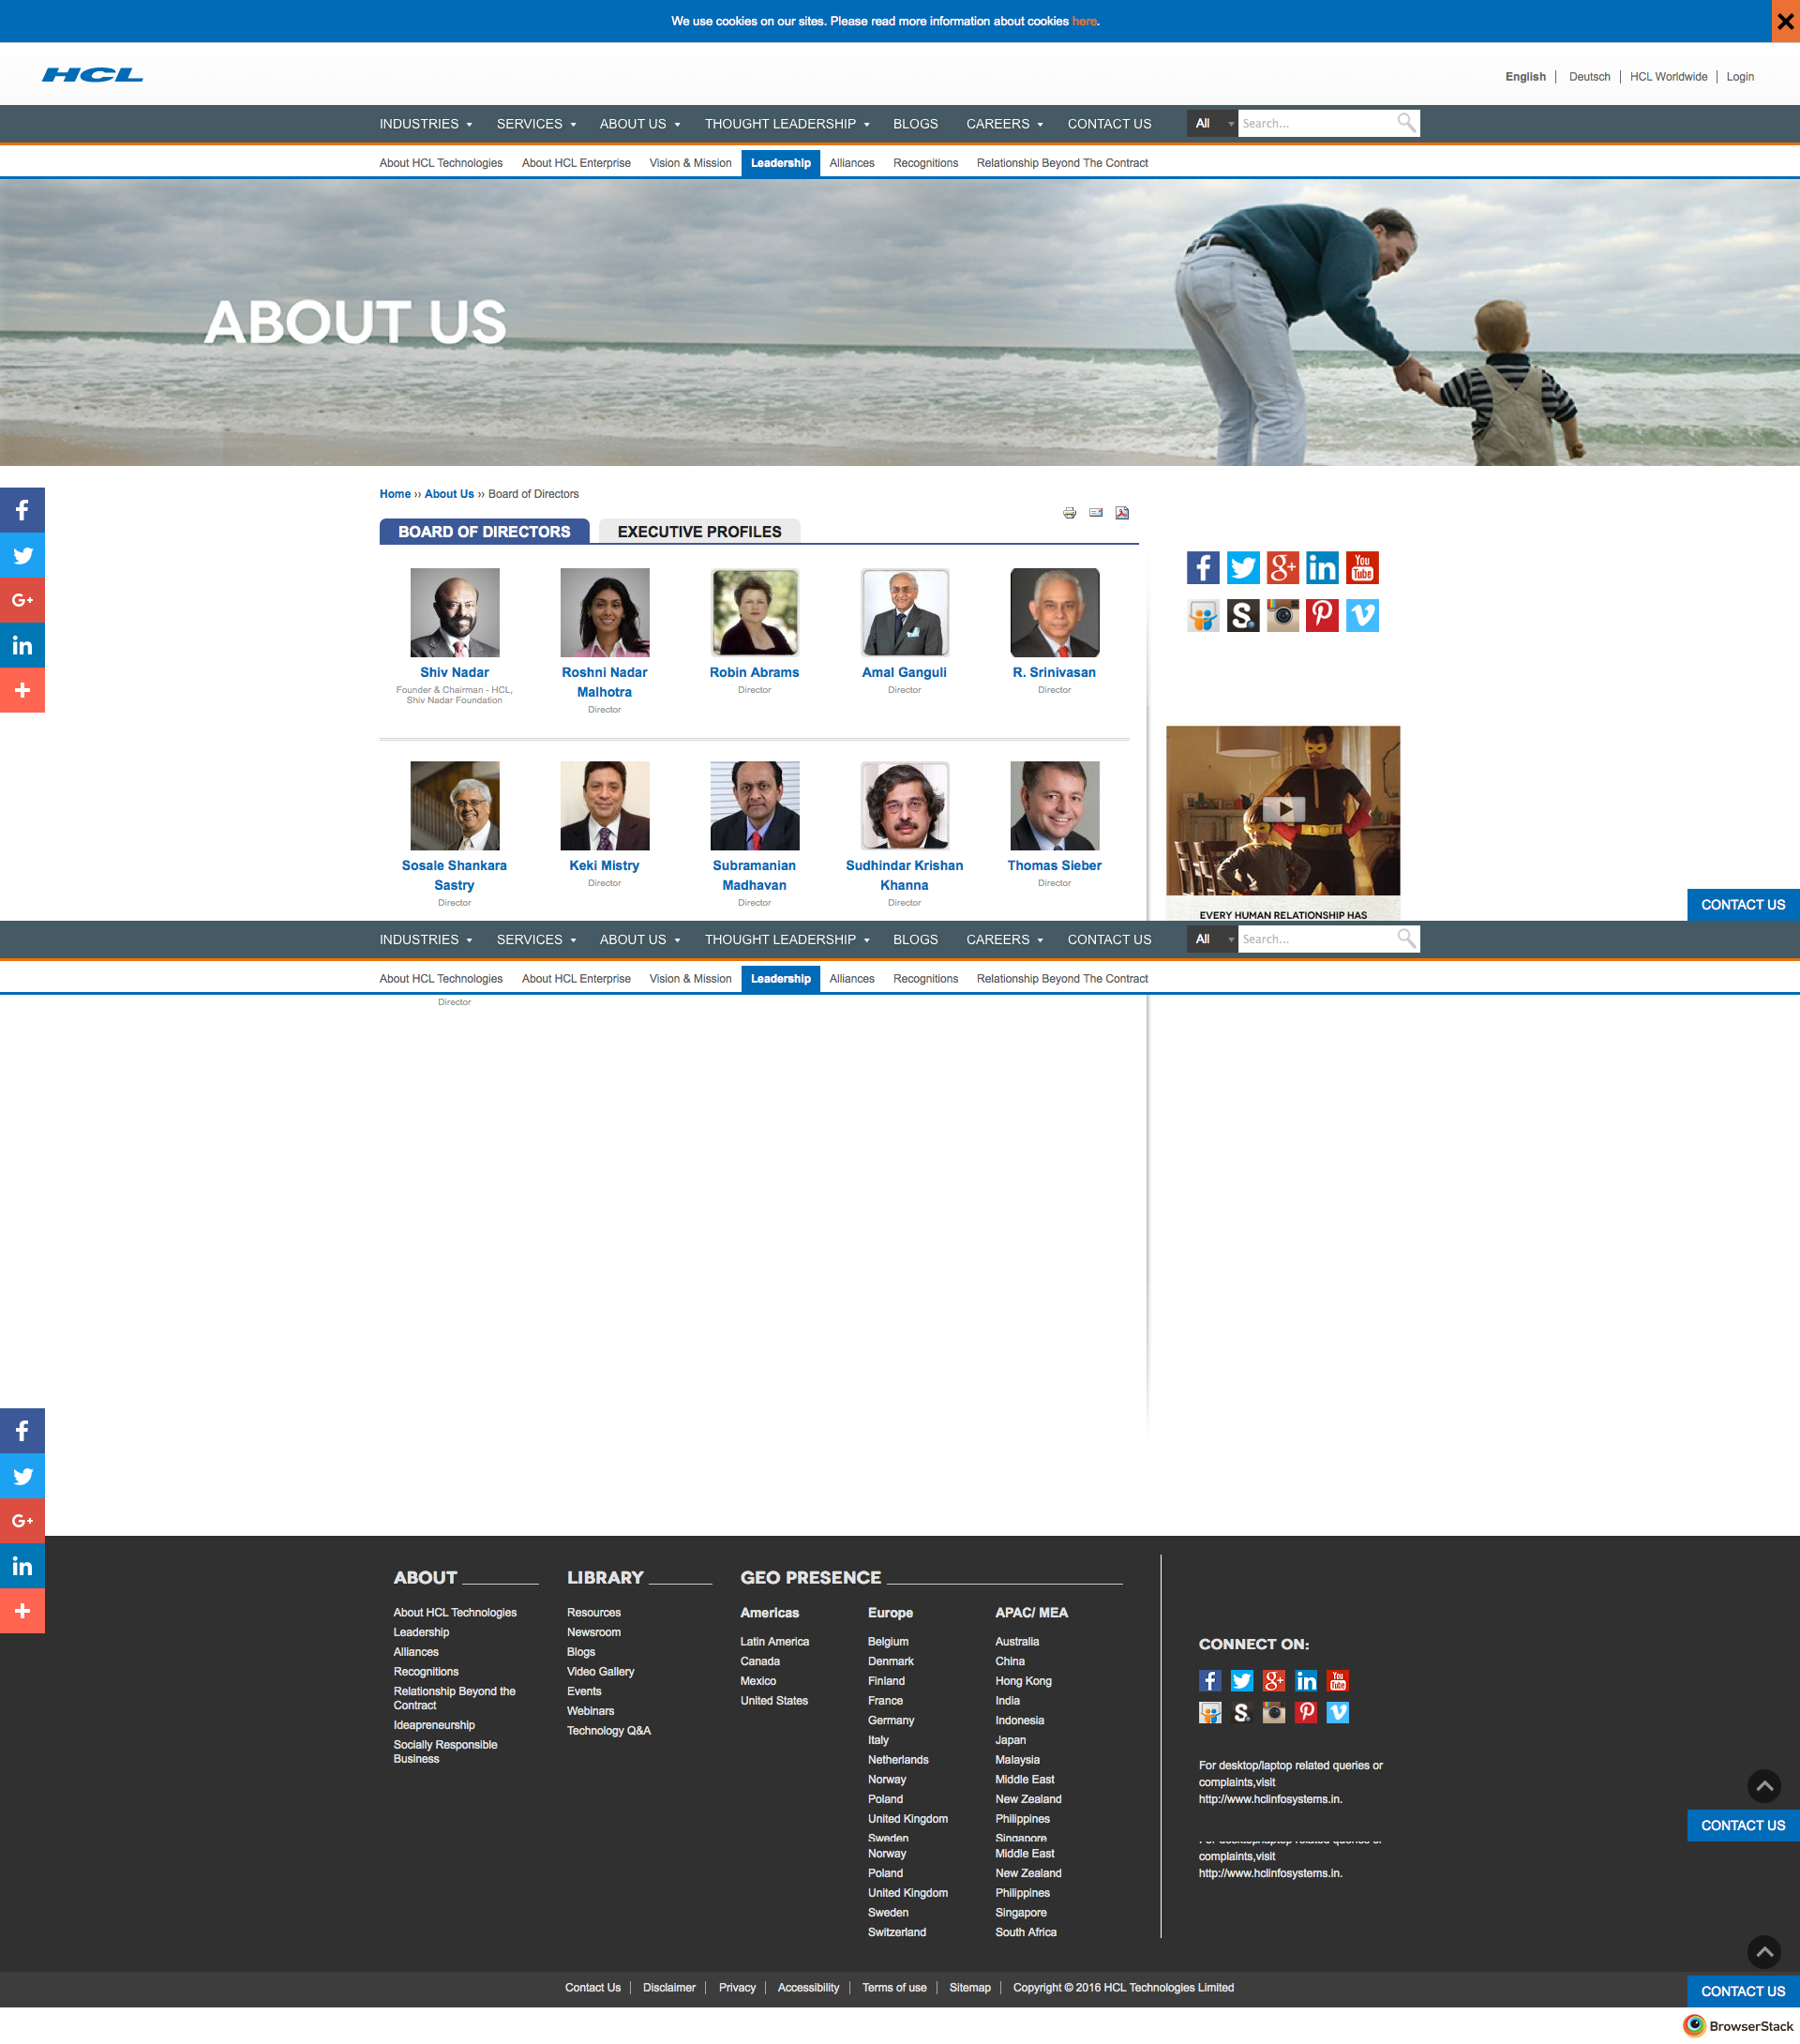 We use cookies on our sites. Please read more information about cookies here.
HCL
English
Deutsch
HCL Worldwide
Login
INDUSTRIES
SERVICES
ABOUT US
THOUGHT LEADERSHIP
BLOGS
CAREERS
CONTACT US
All
Search...
About HCL Technologies
About HCL Enterprise
Vision & Mission
Leadership
Alliances
Recognitions
Relationship Beyond The Contract
ABOUT US
Home ›› About Us ›› Board of Directors
BOARD OF DIRECTORS
EXECUTIVE PROFILES
Shiv Nadar
Founder & Chairman - HCL,
Shiv Nadar Foundation
Roshni Nadar
Malhotra
Director
Robin Abrams
Director
Amal Ganguli
Director
R. Srinivasan
Director
You
Tube
Sosale Shankara
Sastry
Director
Keki Mistry
Director
Subramanian
Madhavan
Director
Sudhindar Krishan
Khanna
Director
Thomas Sieber
Director
EVERY HUMAN RELATIONSHIP HAS
CONTACT US
INDUSTRIES
SERVICES
ABOUT US
THOUGHT LEADERSHIP
BLOGS
CAREERS
CONTACT US
All
Search...
About HCL Technologies
About HCL Enterprise
Vision & Mission
Leadership
Alliances
Recognitions
Relationship Beyond The Contract
Director
ABOUT
About HCL Technologies
Leadership
Alliances
Recognitions
Relationship Beyond the
Contract
Ideapreneurship
Socially Responsible
Business
LIBRARY
Resources
Newsroom
Blogs
Video Gallery
Events
Webinars
Technology Q&A
GEO PRESENCE
Americas
Latin America
Canada
Mexico
United States
Europe
Belgium
Denmark
Finland
France
Germany
Italy
Netherlands
Norway
Poland
United Kingdom
Sweden
Norway
Poland
United Kingdom
Sweden
Switzerland
APAC/ MEA
Australia
China
Hong Kong
India
Indonesia
Japan
Malaysia
Middle East
New Zealand
Philippines
Singapore
Middle East
New Zealand
Philippines
Singapore
South Africa
CONNECT ON:
You
Tube
For desktop/laptop related queries or
complaints,visit
http://www.hclinfosystems.in.
CONTACT US
For desktop/laptop related queries or
complaints,visit
http://www.hclinfosystems.in.
Contact Us
Disclaimer
Privacy
Accessibility
Terms of use
Sitemap
Copyright © 2016 HCL Technologies Limited
CONTACT US
BrowserStack